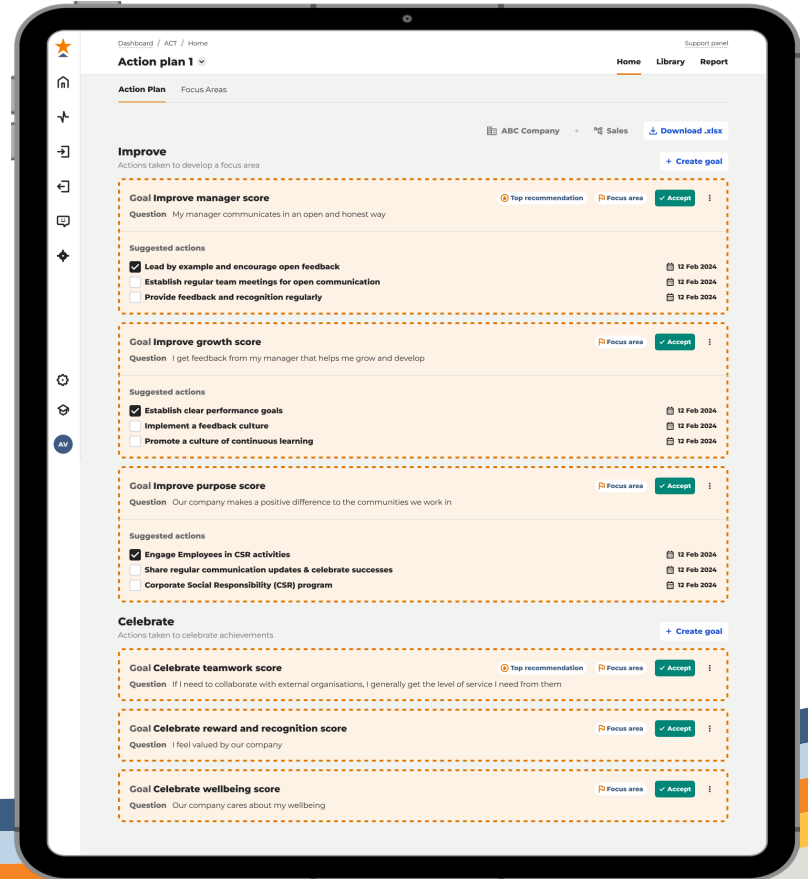 Dashboard / ACT / Home
Support panel
Action plan 1
Home Library Report
Action Plan Focus Areas
ABC Company • Sales Download .xlsx
Improve
Actions taken to develop a focus area
+ Create goal
Goal Improve manager score
Top recommendation Focus area Accept
Question My manager communicates in an open and honest way
Suggested actions
Lead by example and encourage open feedback 12 Feb 2024
Establish regular team meetings for open communication 12 Feb 2024
Provide feedback and recognition regularly 12 Feb 2024
Goal Improve growth score
Focus area Accept
Question I get feedback from my manager that helps me grow and develop
Suggested actions
Establish clear performance goals 12 Feb 2024
Implement a feedback culture 12 Feb 2024
Promote a culture of continuous learning 12 Feb 2024
AV
Goal Improve purpose score
Focus area Accept
Question Our company makes a positive difference to the communities we work in
Suggested actions
Engage Employees in CSR activities 12 Feb 2024
Share regular communication updates & celebrate successes 12 Feb 2024
Corporate Social Responsibility (CSR) program 12 Feb 2024
Celebrate
Actions taken to celebrate achievements
+ Create goal
Goal Celebrate teamwork score
Top recommendation Focus area Accept
Question If I need to collaborate with external organisations, I generally get the level of service I need from them
Goal Celebrate reward and recognition score
Focus area Accept
Question I feel valued by our company
Goal Celebrate wellbeing score
Focus area Accept
Question Our company cares about my wellbeing